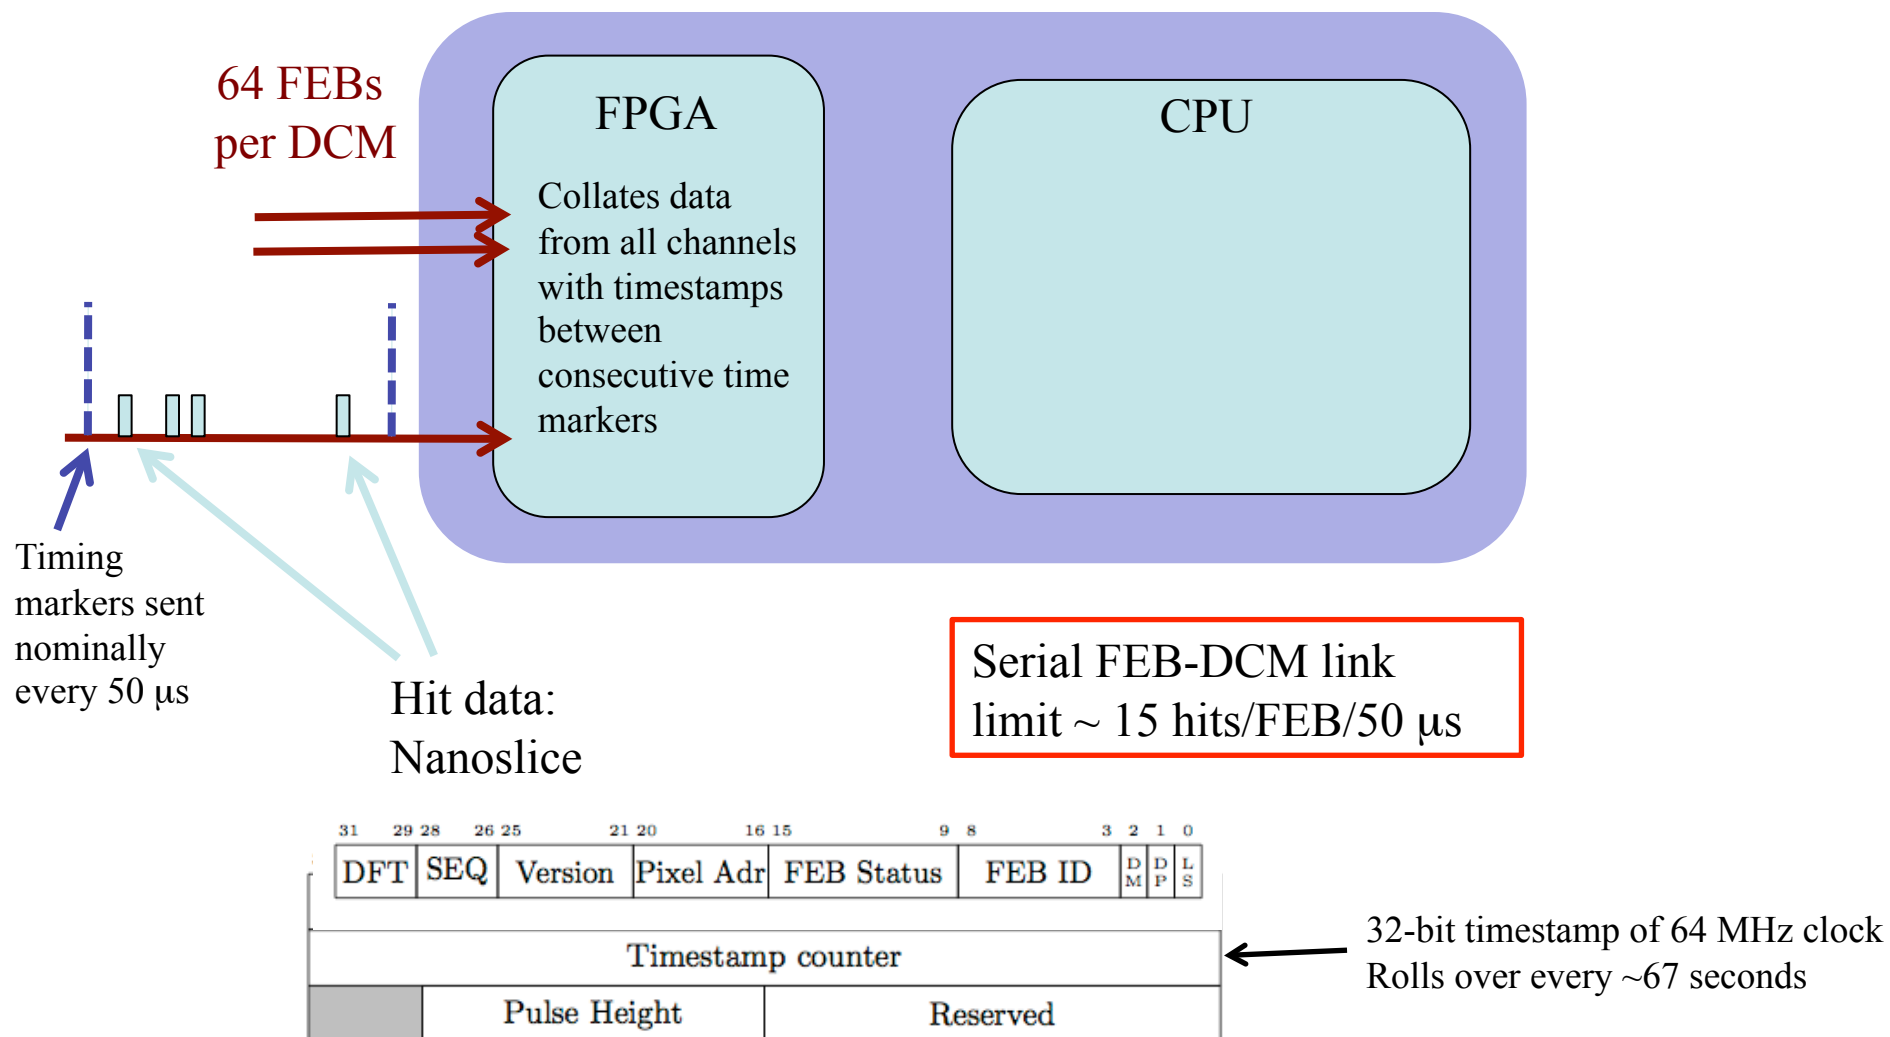 64 FEBs
per DCM
FPGA
Collates data
from all channels
with timestamps
between
consecutive time
markers
CPU
Timing
markers sent
nominally
every 50 μs
Hit data:
Nanoslice
Serial FEB-DCM link
limit ~ 15 hits/FEB/50 μs
31 29 28 26 25 21 20 16 15 9 8 3 2 1 0
DFT SEQ Version Pixel Adr FEB Status FEB ID DM DP LS
Timestamp counter
Pulse Height Reserved
32-bit timestamp of 64 MHz clock
Rolls over every ~67 seconds